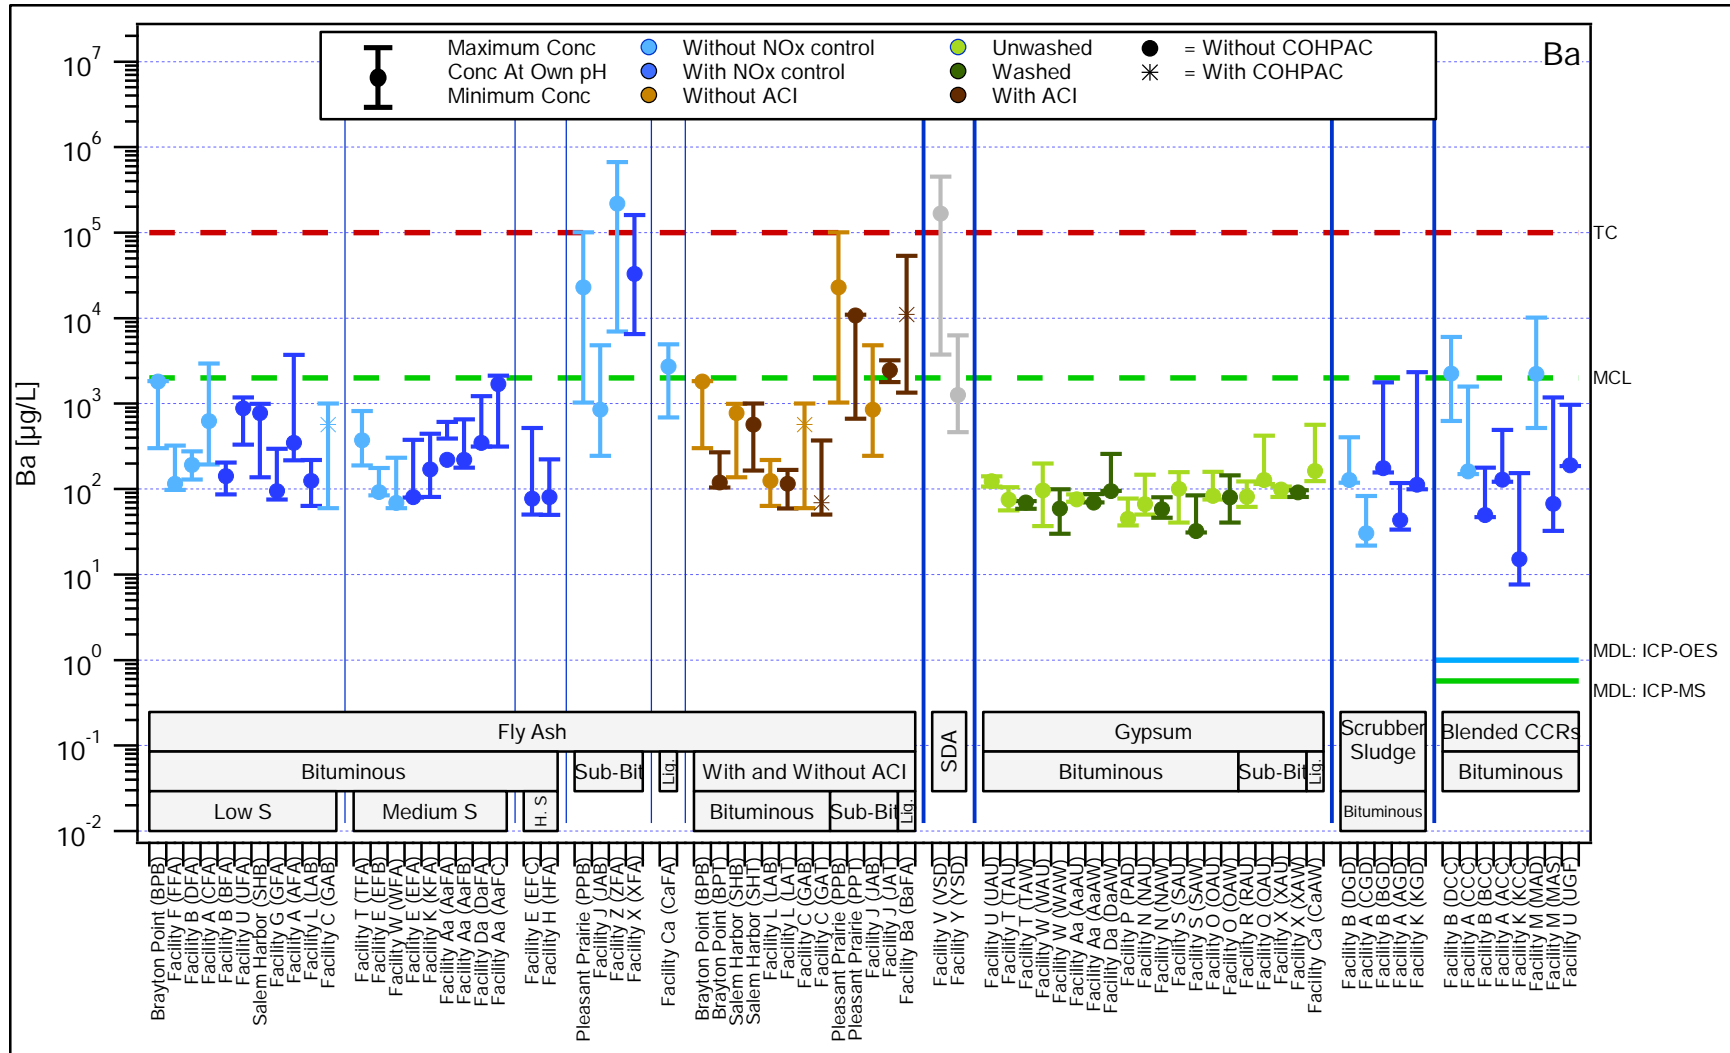 Maximum Conc
Conc At Own pH
Minimum Conc
Without NOx control
With NOx control
Without ACI
Unwashed
Washed
With ACI
= Without COHPAC
= With COHPAC
Ba
Ba [µg/L]
10^7
10^6
10^5
10^4
10^3
10^2
10^1
10^0
10^-1
10^-2
TC
MCL
MDL: ICP-OES
MDL: ICP-MS
Fly Ash
Bituminous
Sub-Bit
Lig.
With and Without ACI
Low S
Medium S
H. S
Bituminous
Sub-Bit
Lig.
SDA
Gypsum
Bituminous
Sub-Bit
Lig.
Scrubber
Sludge
Bituminous
Blended CCRs
Bituminous
Brayton Point (BPB)
Facility F (FFA)
Facility B (DFA)
Facility A (CFA)
Facility B (BFA)
Facility U (UFA)
Salem Harbor (SHB)
Facility G (GFA)
Facility A (AFA)
Facility L (LAB)
Facility C (GAB)
Facility T (TFA)
Facility E (EFB)
Facility W (WFA)
Facility E (EFA)
Facility K (KFA)
Facility Aa (AaFA)
Facility Aa (AaFB)
Facility Da (DaFA)
Facility Aa (AaFC)
Facility E (EFC)
Facility H (HFA)
Pleasant Prairie (PPB)
Facility J (JAB)
Facility Z (ZFA)
Facility X (XFA)
Facility Ca (CaFA)
Brayton Point (BPB)
Brayton Point (BPT)
Salem Harbor (SHB)
Salem Harbor (SHT)
Facility L (LAB)
Facility L (LAT)
Facility C (GAB)
Facility C (GAT)
Pleasant Prairie (PPB)
Pleasant Prairie (PPT)
Facility J (JAB)
Facility J (JAT)
Facility Ba (BaFA)
Facility V (VSD)
Facility Y (YSD)
Facility U (UAU)
Facility T (TAU)
Facility T (TAW)
Facility W (WAU)
Facility W (WAW)
Facility Aa (AaAU)
Facility Aa (AaAW)
Facility Da (DaAW)
Facility P (PAD)
Facility N (NAU)
Facility N (NAW)
Facility S (SAU)
Facility S (SAW)
Facility O (OAU)
Facility O (OAW)
Facility R (RAU)
Facility Q (QAU)
Facility X (XAU)
Facility X (XAW)
Facility Ca (CaAW)
Facility B (DGD)
Facility A (CGD)
Facility B (BGD)
Facility A (AGD)
Facility K (KGD)
Facility B (DCC)
Facility A (CCC)
Facility B (BCC)
Facility A (ACC)
Facility K (KCC)
Facility M (MAD)
Facility M (MAS)
Facility U (UGF)